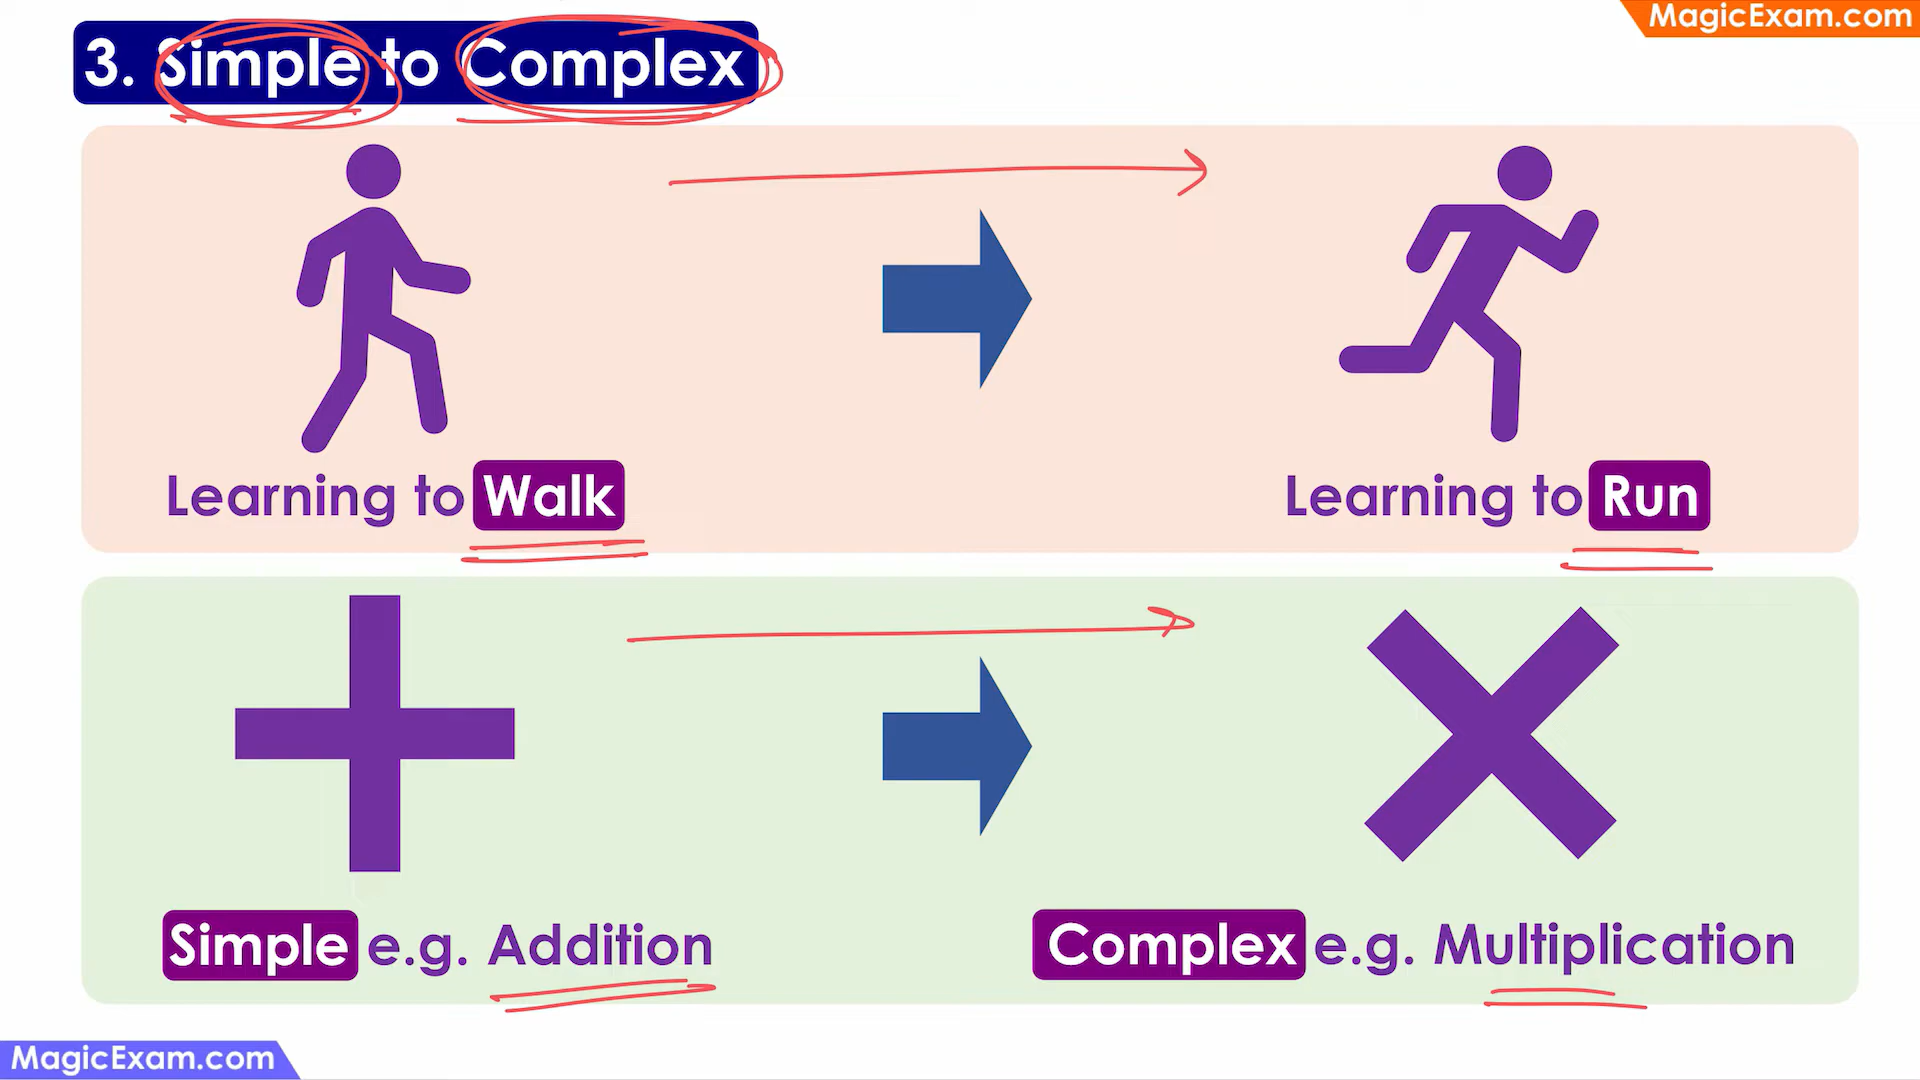 MagicExam.com
3. Simple to Complex
Learning to Walk
Learning to Run
Simple e.g. Addition
Complex e.g. Multiplication
MagicExam.com